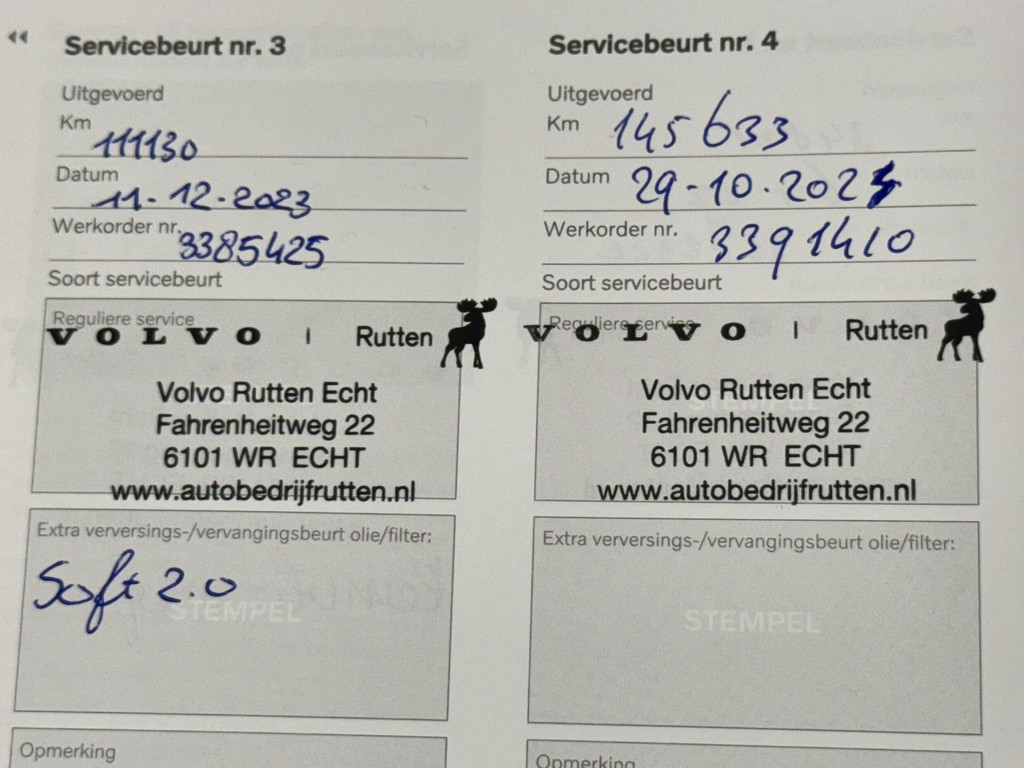 Servicebeurt nr. 3
Uitgevoerd
Km 111130
Datum 11-12-2023
Werkorder nr. 3385425
Soort servicebeurt
Reguliere service
VOLVO | Rutten
Volvo Rutten Echt
Fahrenheitweg 22
6101 WR ECHT
www.autobedrijfrutten.nl
Extra verversings-/vervangingsbeurt olie/filter:
Soft 2.0
STEMPEL
Opmerking
Servicebeurt nr. 4
Uitgevoerd
Km 145633
Datum 29-10-202
Werkorder nr. 3391410
Soort servicebeurt
Reguliere service
VOLVO | Rutten
Volvo Rutten Echt
Fahrenheitweg 22
6101 WR ECHT
www.autobedrijfrutten.nl
Extra verversings-/vervangingsbeurt olie/filter:
STEMPEL
Opmerking